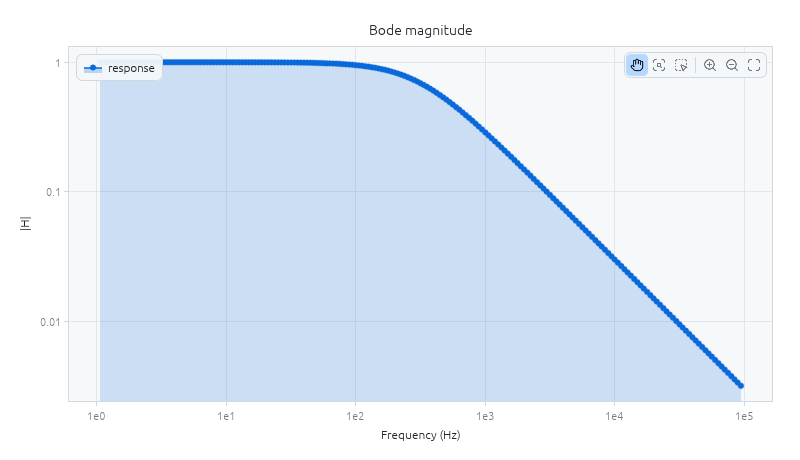 Bode magnitude
response
1
0.1
0.01
|H|
1e0 1e1 1e2 1e3 1e4 1e5
Frequency (Hz)